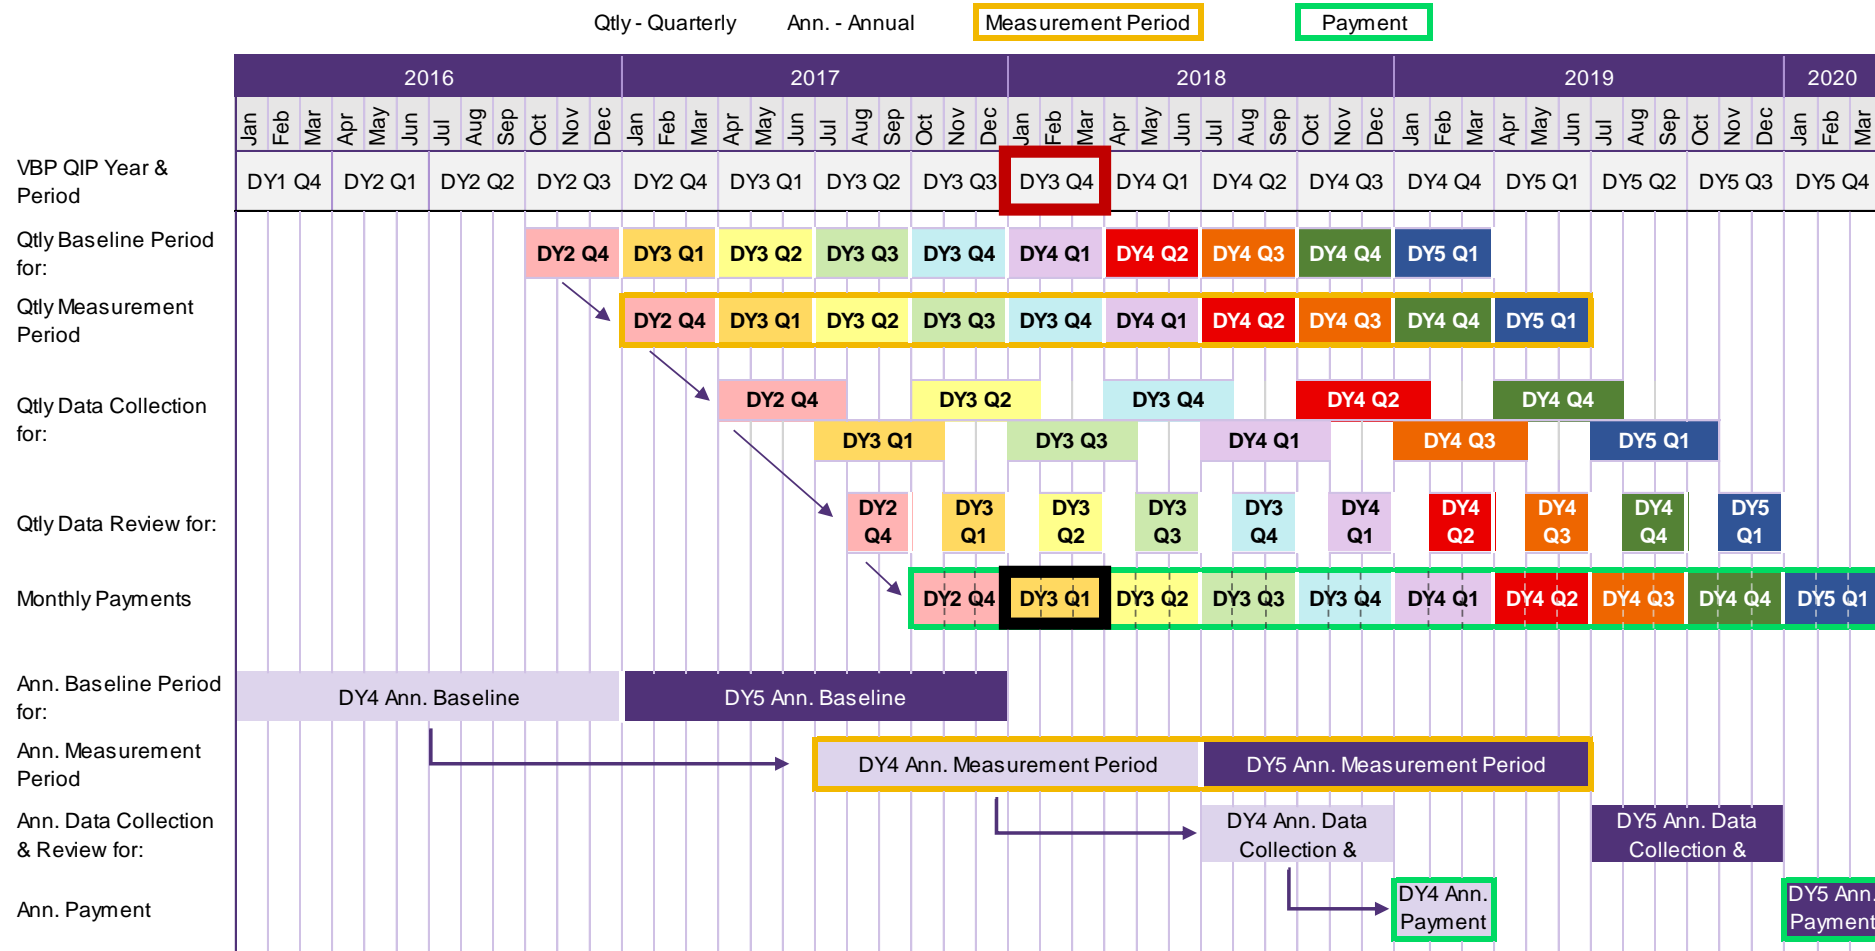 Qtly - Quarterly Ann. - Annual Measurement Period Payment
2016 2017 2018 2019 2020
Jan Feb Mar Apr May Jun Jul Aug Sep Oct Nov Dec Jan Feb Mar Apr May Jun Jul Aug Sep Oct Nov Dec Jan Feb Mar Apr May Jun Jul Aug Sep Oct Nov Dec Jan Feb Mar Apr May Jun Jul Aug Sep Oct Nov Dec Jan Feb Mar
VBP QIP Year &
Period
DY1 Q4 DY2 Q1 DY2 Q2 DY2 Q3 DY2 Q4 DY3 Q1 DY3 Q2 DY3 Q3 DY3 Q4 DY4 Q1 DY4 Q2 DY4 Q3 DY4 Q4 DY5 Q1 DY5 Q2 DY5 Q3 DY5 Q4
Qtly Baseline Period
for:
DY2 Q4 DY3 Q1 DY3 Q2 DY3 Q3 DY3 Q4 DY4 Q1 DY4 Q2 DY4 Q3 DY4 Q4 DY5 Q1
Qtly Measurement
Period
DY2 Q4 DY3 Q1 DY3 Q2 DY3 Q3 DY3 Q4 DY4 Q1 DY4 Q2 DY4 Q3 DY4 Q4 DY5 Q1
Qtly Data Collection
for:
DY2 Q4 DY3 Q2 DY3 Q4 DY4 Q2 DY4 Q4
DY3 Q1 DY3 Q3 DY4 Q1 DY4 Q3 DY5 Q1
Qtly Data Review for:
DY2 DY3 DY3 DY3 DY3 DY4 DY4 DY4 DY4 DY5
Q4 Q1 Q2 Q3 Q4 Q1 Q2 Q3 Q4 Q1
Monthly Payments
DY2 Q4 DY3 Q1 DY3 Q2 DY3 Q3 DY3 Q4 DY4 Q1 DY4 Q2 DY4 Q3 DY4 Q4 DY5 Q1
Ann. Baseline Period
for:
DY4 Ann. Baseline DY5 Ann. Baseline
Ann. Measurement
Period
DY4 Ann. Measurement Period DY5 Ann. Measurement Period
Ann. Data Collection
& Review for:
DY4 Ann. Data
Collection &
DY5 Ann. Data
Collection &
Ann. Payment
DY4 Ann.
Payment
DY5 Ann.
Payment